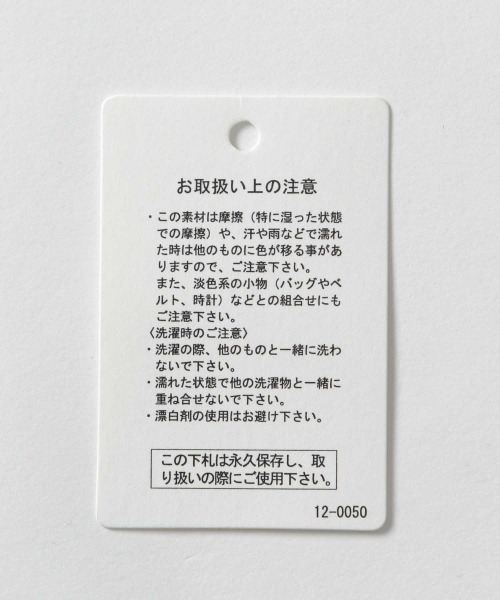 お取扱い上の注意
・この素材は摩擦（特に湿った状態
での摩擦）や、汗や雨などで濡れ
た時は他のものに色が移る事があ
りますので、ご注意下さい。
また、淡色系の小物（バッグやベ
ルト、時計）などとの組合せにも
ご注意下さい。
〈洗濯時のご注意〉
・洗濯の際、他のものと一緒に洗わ
ないで下さい。
・濡れた状態で他の洗濯物と一緒に
重ね合せないで下さい。
・漂白剤の使用はお避け下さい。
この下札は永久保存し、取
り扱いの際にご使用下さい。
12-0050